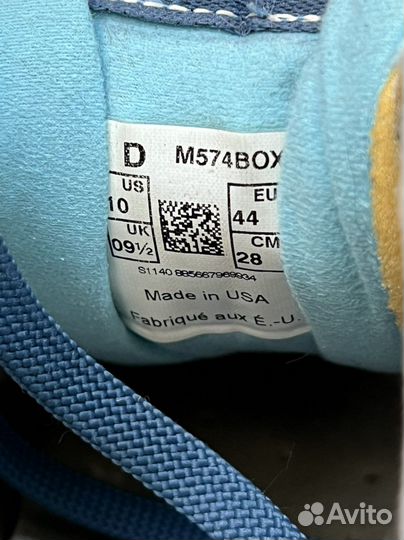 D M574BOX
US EU
10 44
UK CM
09½ 28
S1140 885667969934
Made in USA
Fabriqué aux É.-U.
Avito